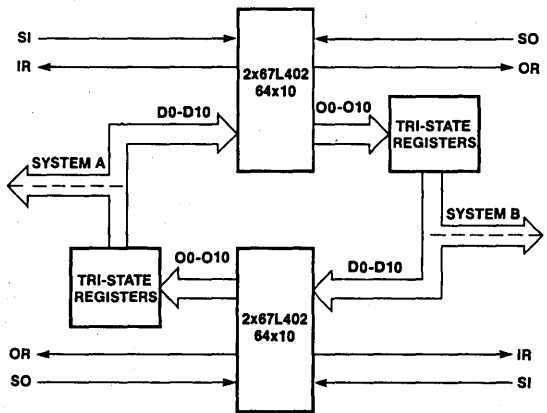 SI
SO
IR
2x67L402
64x10
OR
D0-D10
O0-O10
TRI-STATE
REGISTERS
SYSTEM A
SYSTEM B
O0-O10
D0-D10
TRI-STATE
REGISTERS
2x67L402
64x10
OR
IR
SO
SI